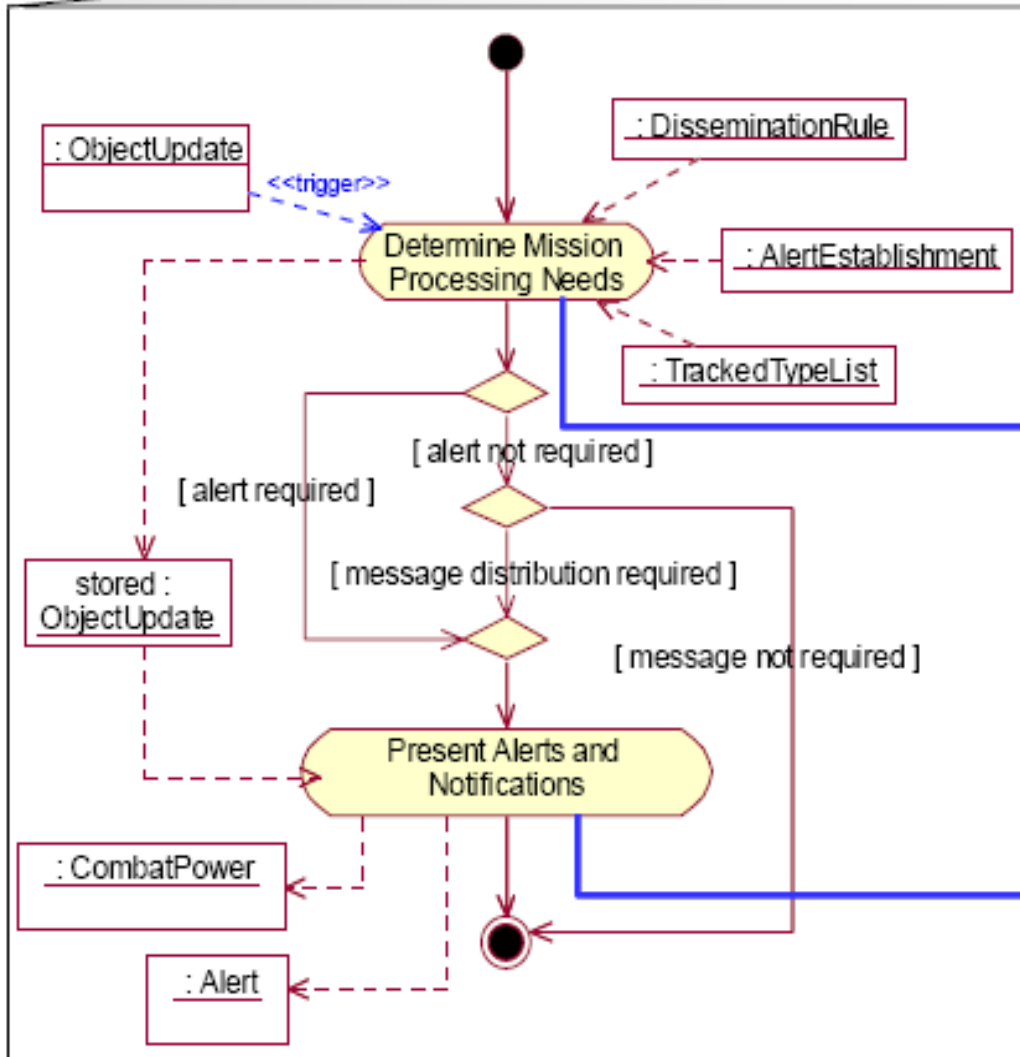 : DisseminationRule
: ObjectUpdate
<<trigger>>
Determine Mission
Processing Needs
: AlertEstablishment
: TrackedTypeList
[ alert not required ]
[ alert required ]
[ message distribution required ]
stored :
ObjectUpdate
[ message not required ]
Present Alerts and
Notifications
: CombatPower
: Alert